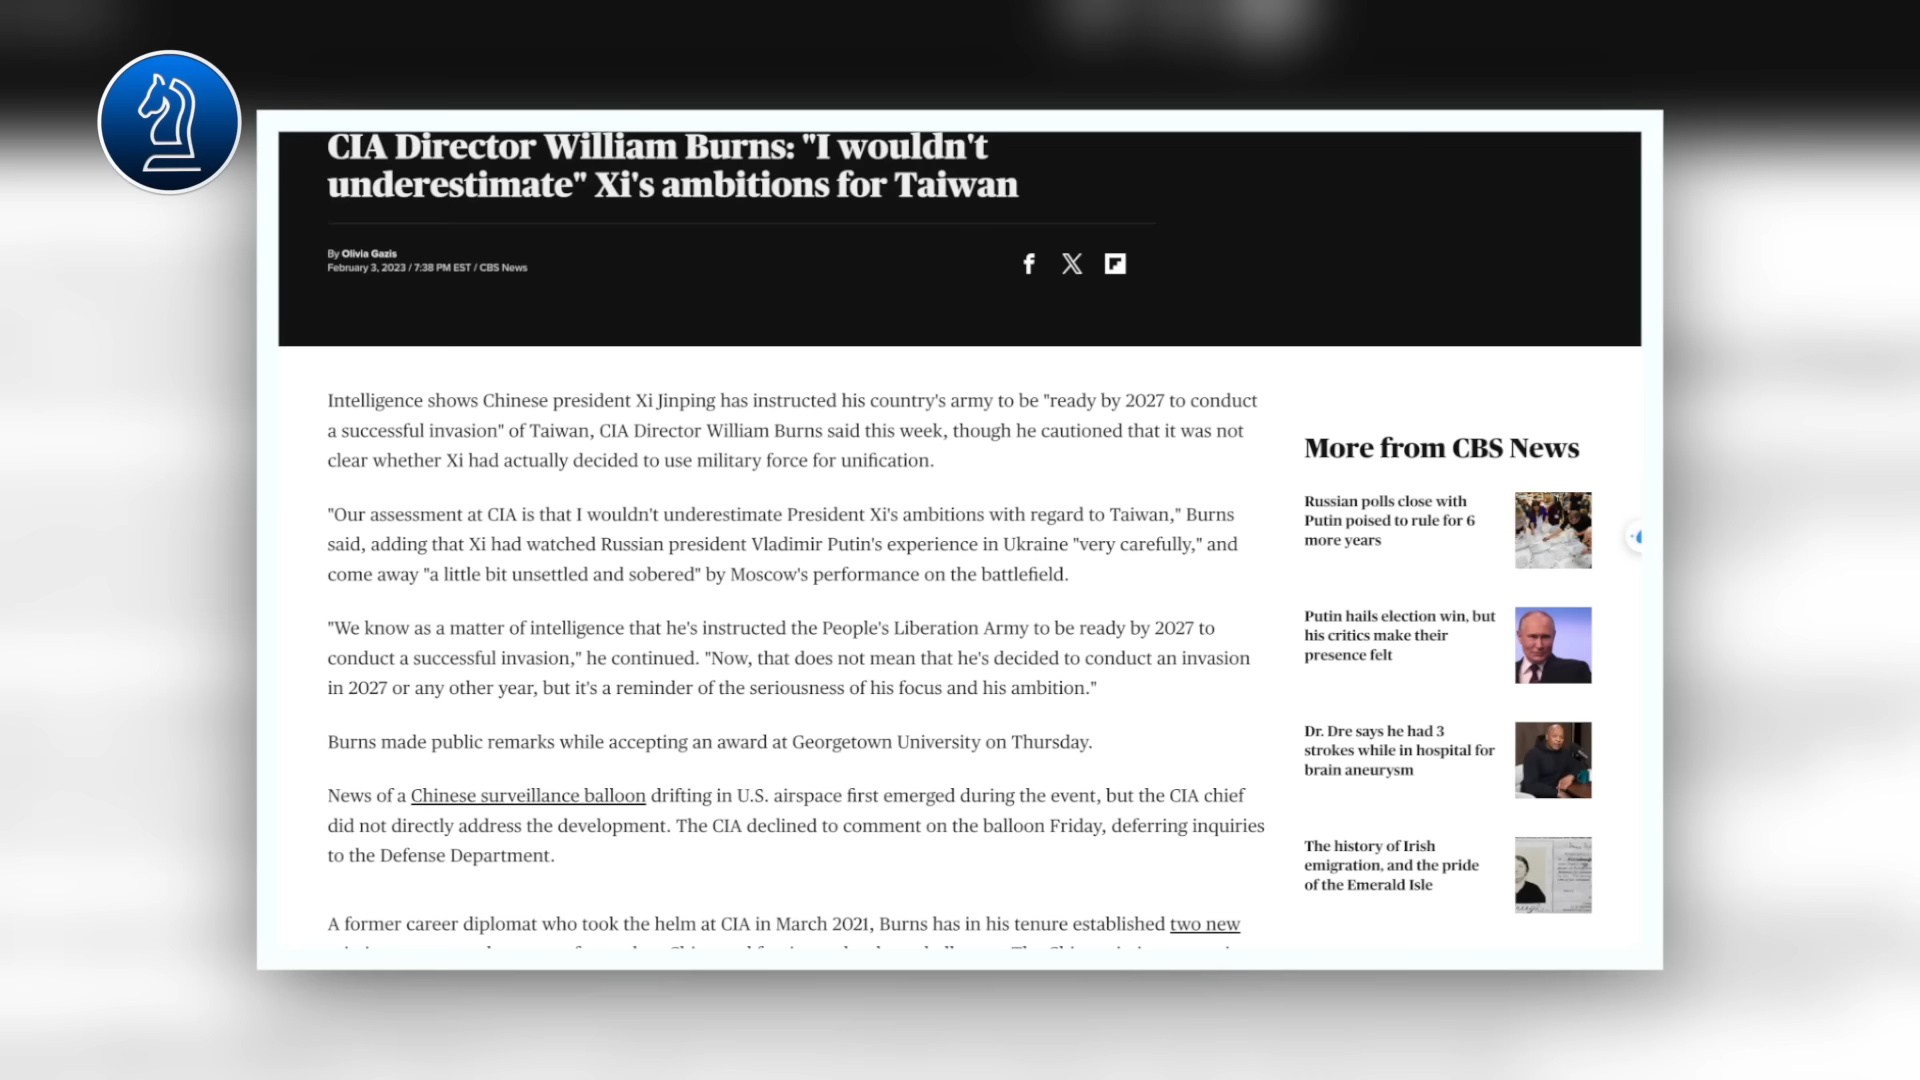 CIA Director William Burns: "I wouldn't
underestimate" Xi's ambitions for Taiwan
By Olivia Gazis
February 3, 2023 / 7:38 PM EST / CBS News
Intelligence shows Chinese president Xi Jinping has instructed his country's army to be "ready by 2027 to conduct
a successful invasion" of Taiwan, CIA Director William Burns said this week, though he cautioned that it was not
clear whether Xi had actually decided to use military force for unification.
"Our assessment at CIA is that I wouldn't underestimate President Xi's ambitions with regard to Taiwan," Burns
said, adding that Xi had watched Russian president Vladimir Putin's experience in Ukraine "very carefully," and
come away "a little bit unsettled and sobered" by Moscow's performance on the battlefield.
"We know as a matter of intelligence that he's instructed the People's Liberation Army to be ready by 2027 to
conduct a successful invasion," he continued. "Now, that does not mean that he's decided to conduct an invasion
in 2027 or any other year, but it's a reminder of the seriousness of his focus and his ambition."
Burns made public remarks while accepting an award at Georgetown University on Thursday.
News of a Chinese surveillance balloon drifting in U.S. airspace first emerged during the event, but the CIA chief
did not directly address the development. The CIA declined to comment on the balloon Friday, deferring inquiries
to the Defense Department.
A former career diplomat who took the helm at CIA in March 2021, Burns has in his tenure established two new
More from CBS News
Russian polls close with
Putin poised to rule for 6
more years
Putin hails election win, but
his critics make their
presence felt
Dr. Dre says he had 3
strokes while in hospital for
brain aneurysm
The history of Irish
emigration, and the pride
of the Emerald Isle